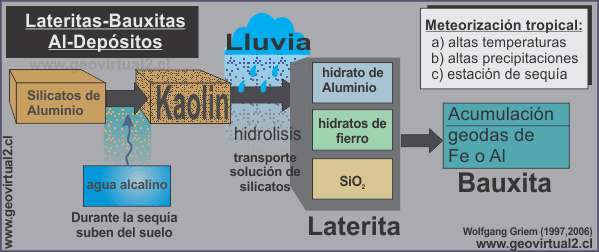 Lateritas-Bauxitas
Al-Depósitos
www.geovirtual2.cl
Silicatos de
Aluminio
Kaolin
agua alcalino
Durante la sequía
suben del suelo
www.geovirtual2.cl
Lluvia
hidrolisis
transporte
solución de
silicatos
hidrato de
Aluminio
hidratos de
fierro
SiO₂
Laterita
Meteorización tropical:
a) altas temperaturas
b) altas precipitaciones
c) estación de sequía
Acumulación
geodas de
Fe o Al
Bauxita
Wolfgang Griem (1997,2006)
www.geovirtual2.cl